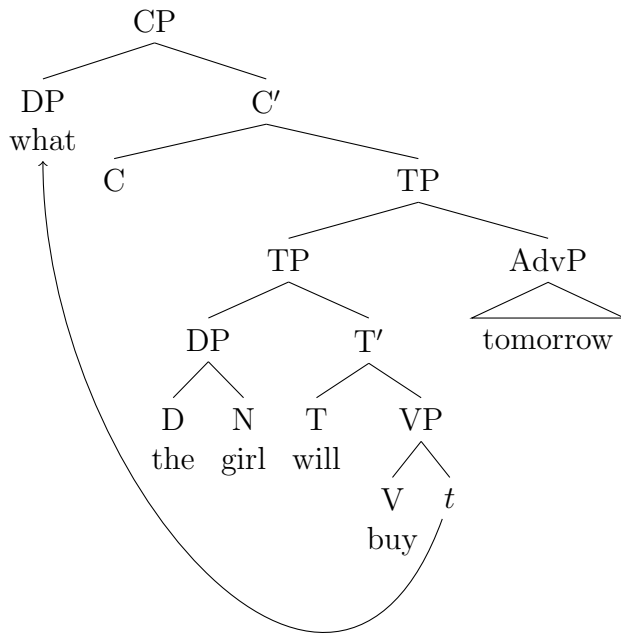 CP
DP C′
what
C TP
TP AdvP
DP T′ tomorrow
D N T VP
the girl will
V t
buy